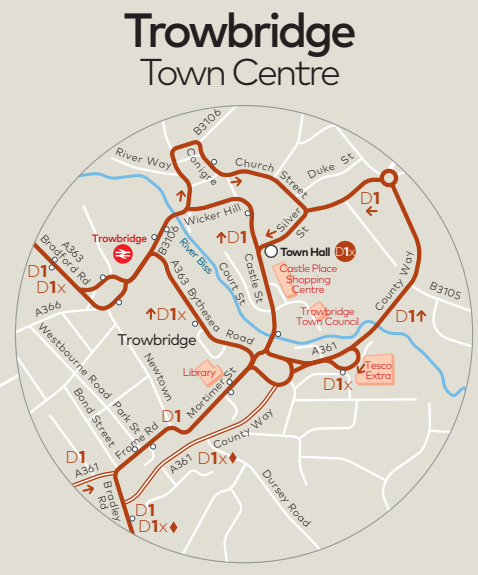 Trowbridge
Town Centre
B3106
River Way
Conigre
Church Street
Duke St
D1
Wicker Hill
Silver St
Trowbridge
B3106
River Biss
D1
Town Hall
D1x
A363
Bradford Rd
D1
D1x
Castle Place
Shopping
Centre
Court St
Castle St
County Way
B3105
A366
A363 Bythesea Road
D1x
Trowbridge
Town Council
D1
Trowbridge
A361
Tesco
Extra
D1x
Library
Westbourne Road
Newtown
Mortimer St
Park St
Bond Street
D1
Frome Rd
County Way
A361
D1x
D1
A361
Bradley Rd
D1
D1x
Dursey Road